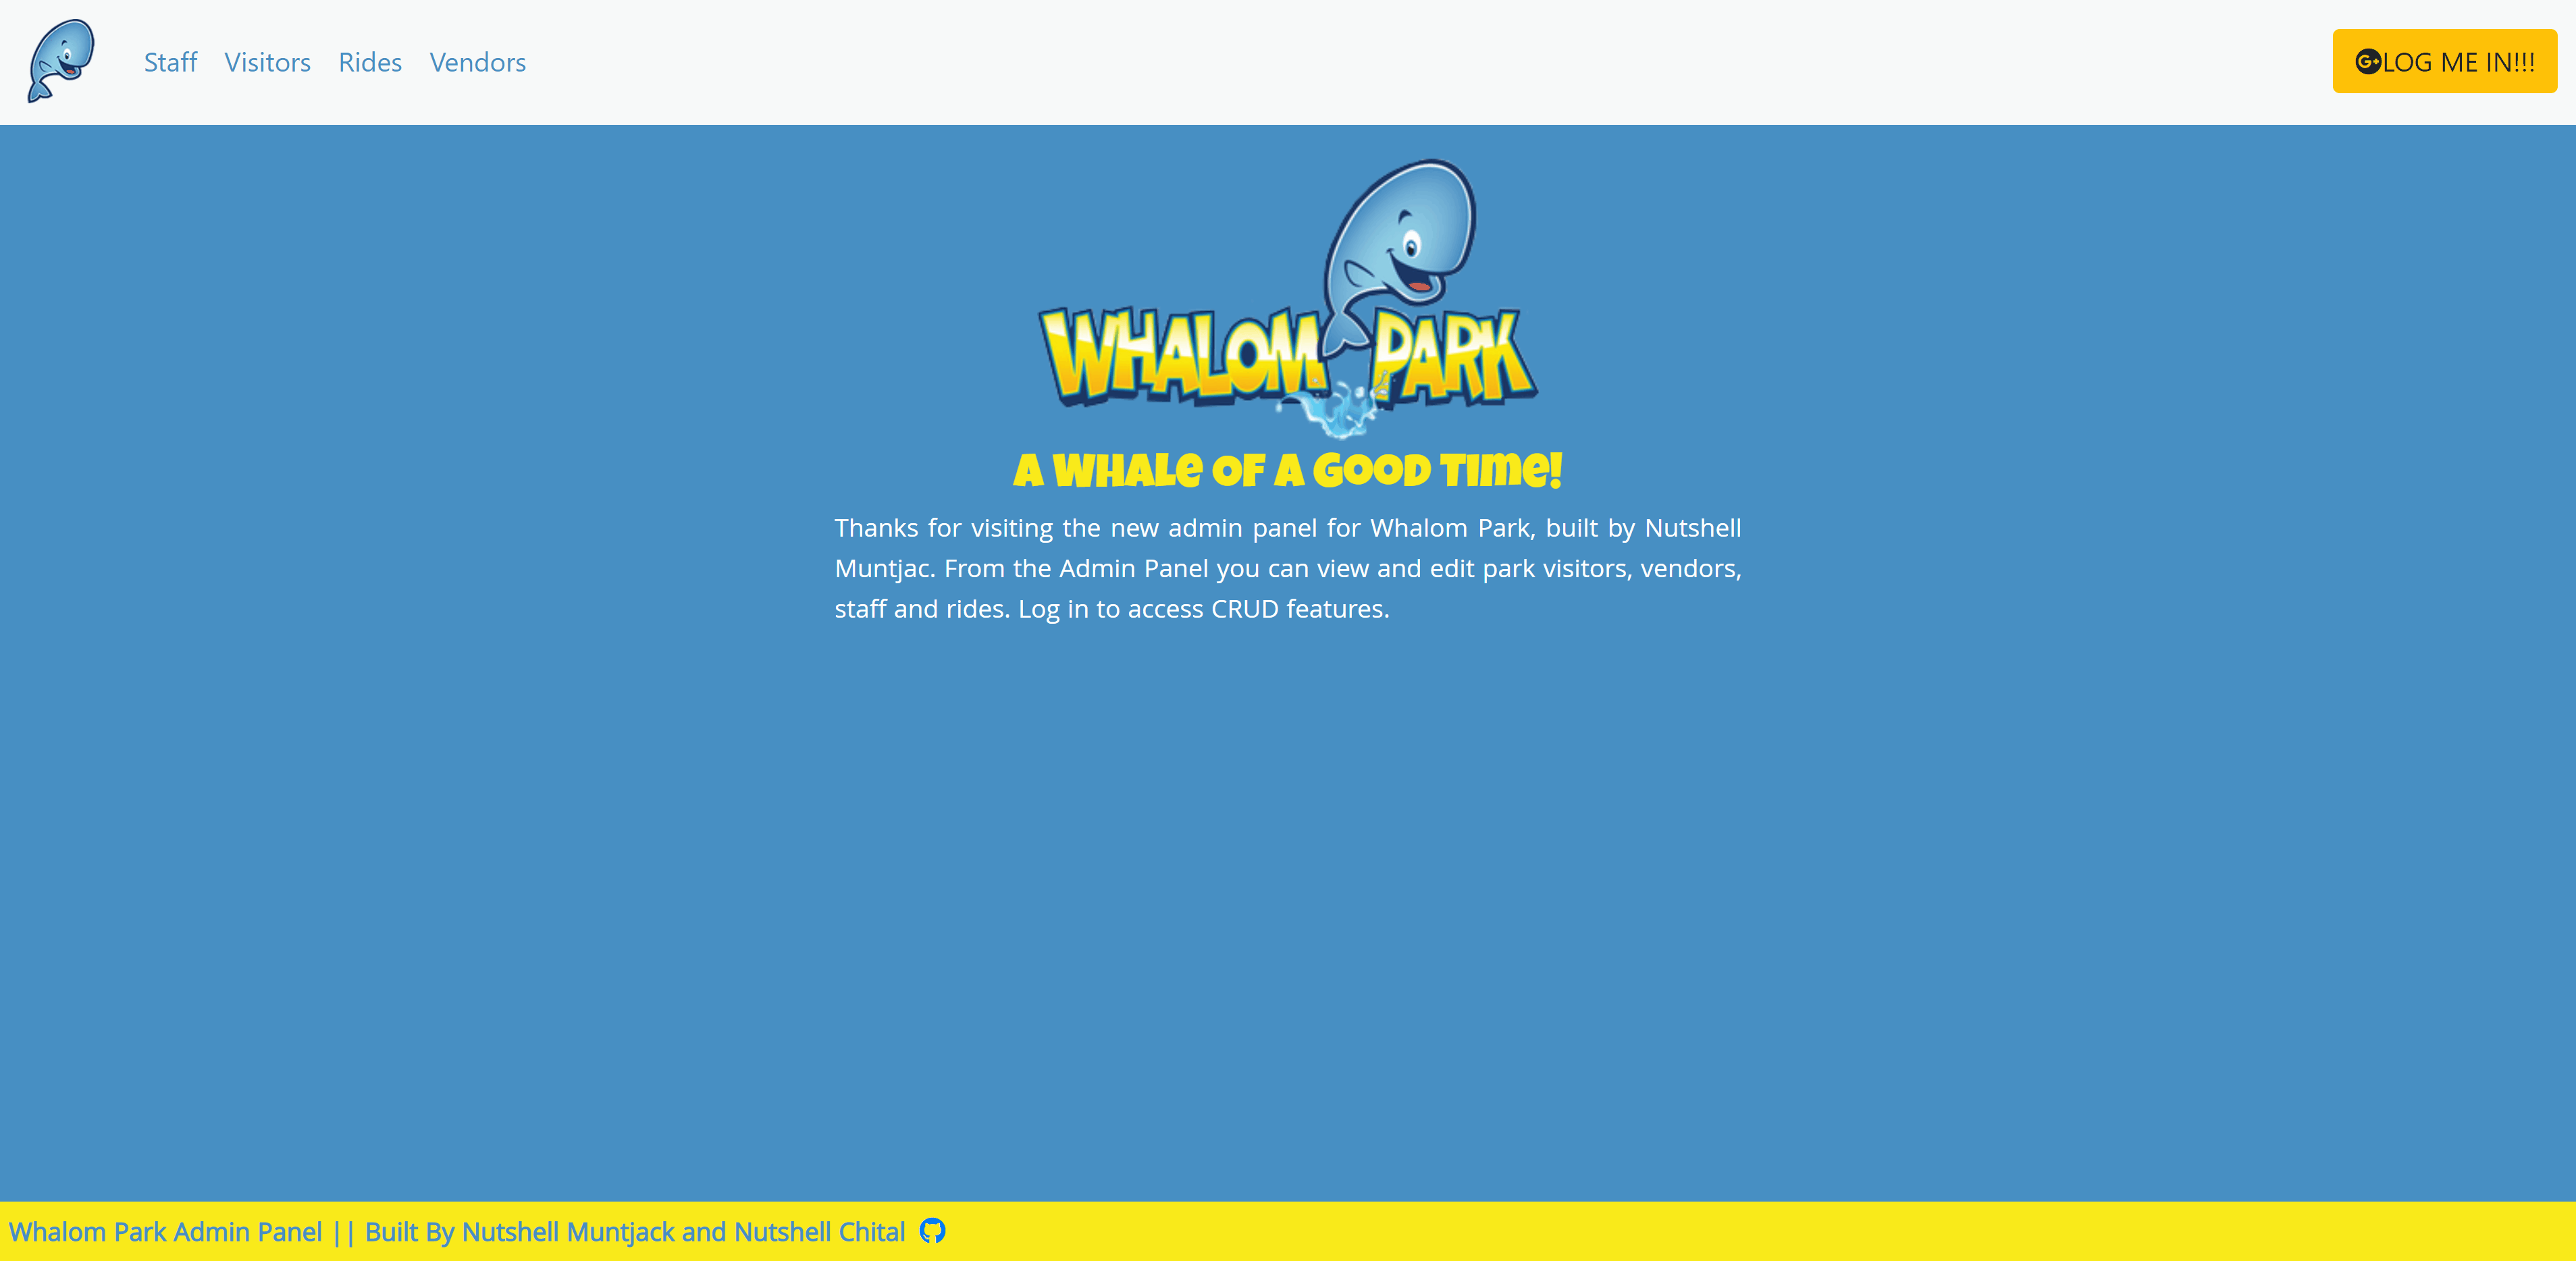 Staff Visitors Rides Vendors
G+ LOG ME IN!!!
WHALOM PARK
A WHALE OF A GOOD TIME!
Thanks for visiting the new admin panel for Whalom Park, built by Nutshell
Muntjac. From the Admin Panel you can view and edit park visitors, vendors,
staff and rides. Log in to access CRUD features.
Whalom Park Admin Panel || Built By Nutshell Muntjack and Nutshell Chital